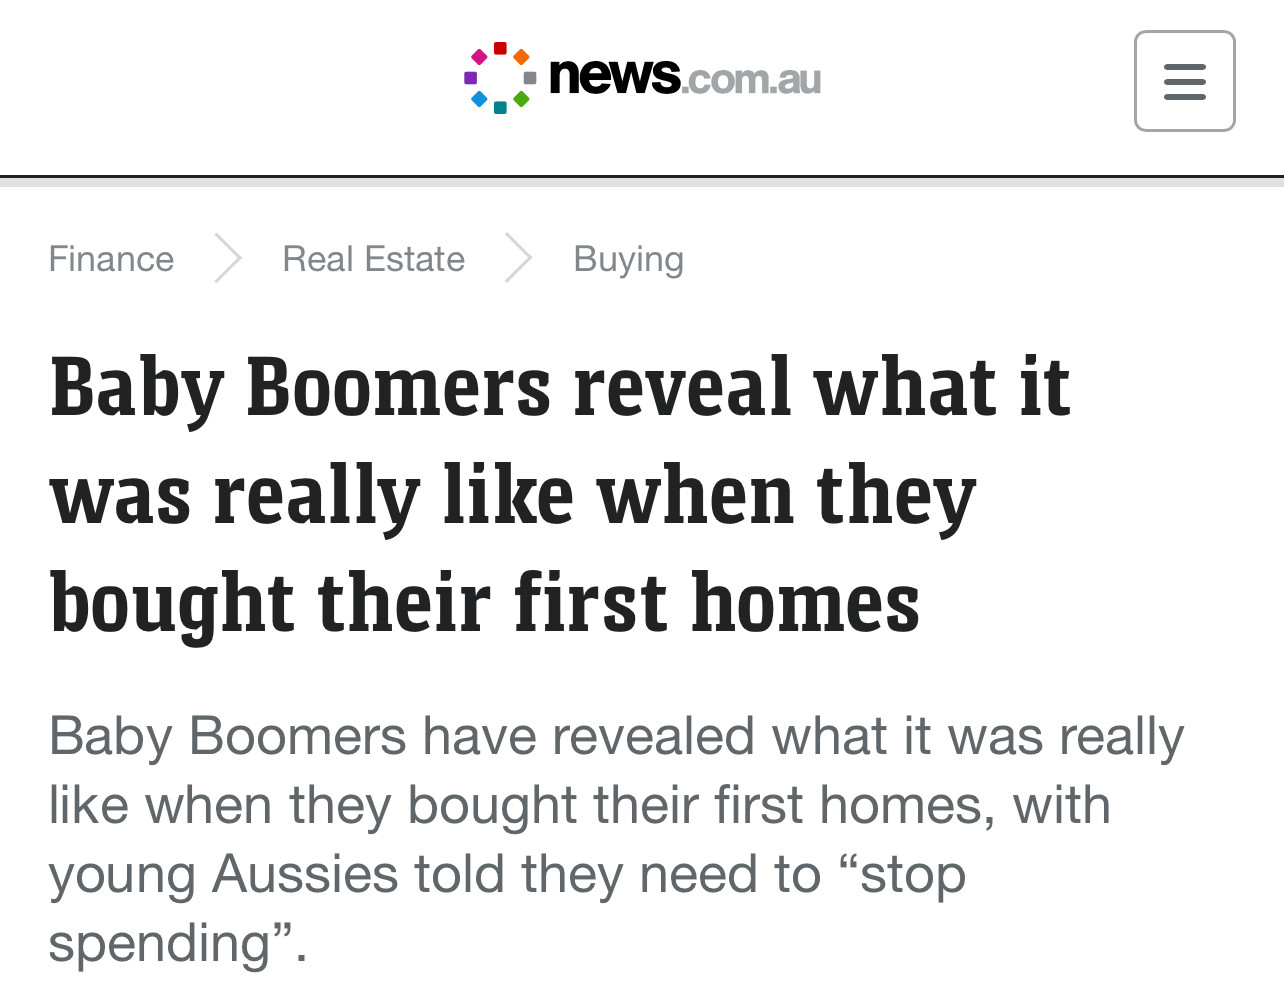 news.com.au
Finance Real Estate Buying
Baby Boomers reveal what it
was really like when they
bought their first homes
Baby Boomers have revealed what it was really
like when they bought their first homes, with
young Aussies told they need to “stop
spending”.